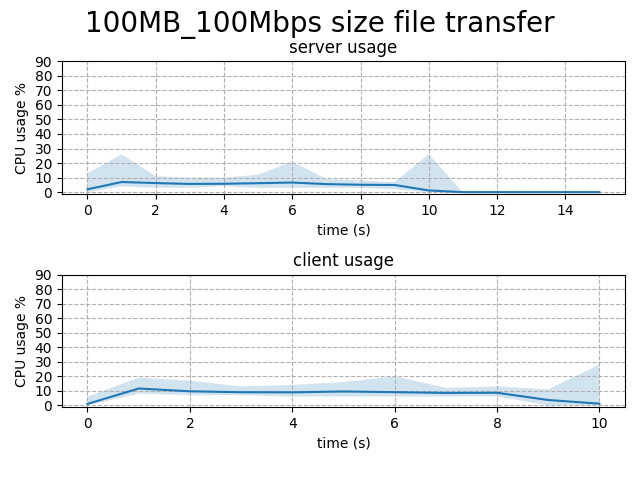 100MB_100Mbps size file transfer
server usage
90
80
70
60
50
40
30
20
10
0
CPU usage %
0 2 4 6 8 10 12 14
time (s)
client usage
90
80
70
60
50
40
30
20
10
0
CPU usage %
0 2 4 6 8 10
time (s)